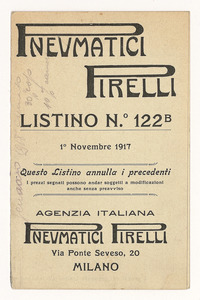 PNEUMATICI
PIRELLI
LISTINO N.º 122B
1º Novembre 1917
Questo Listino annulla i precedenti
i prezzi segnati possono andar soggetti a modificazioni
anche senza preavviso
AGENZIA ITALIANA
PNEUMATICI PIRELLI
Via Ponte Seveso, 20
MILANO